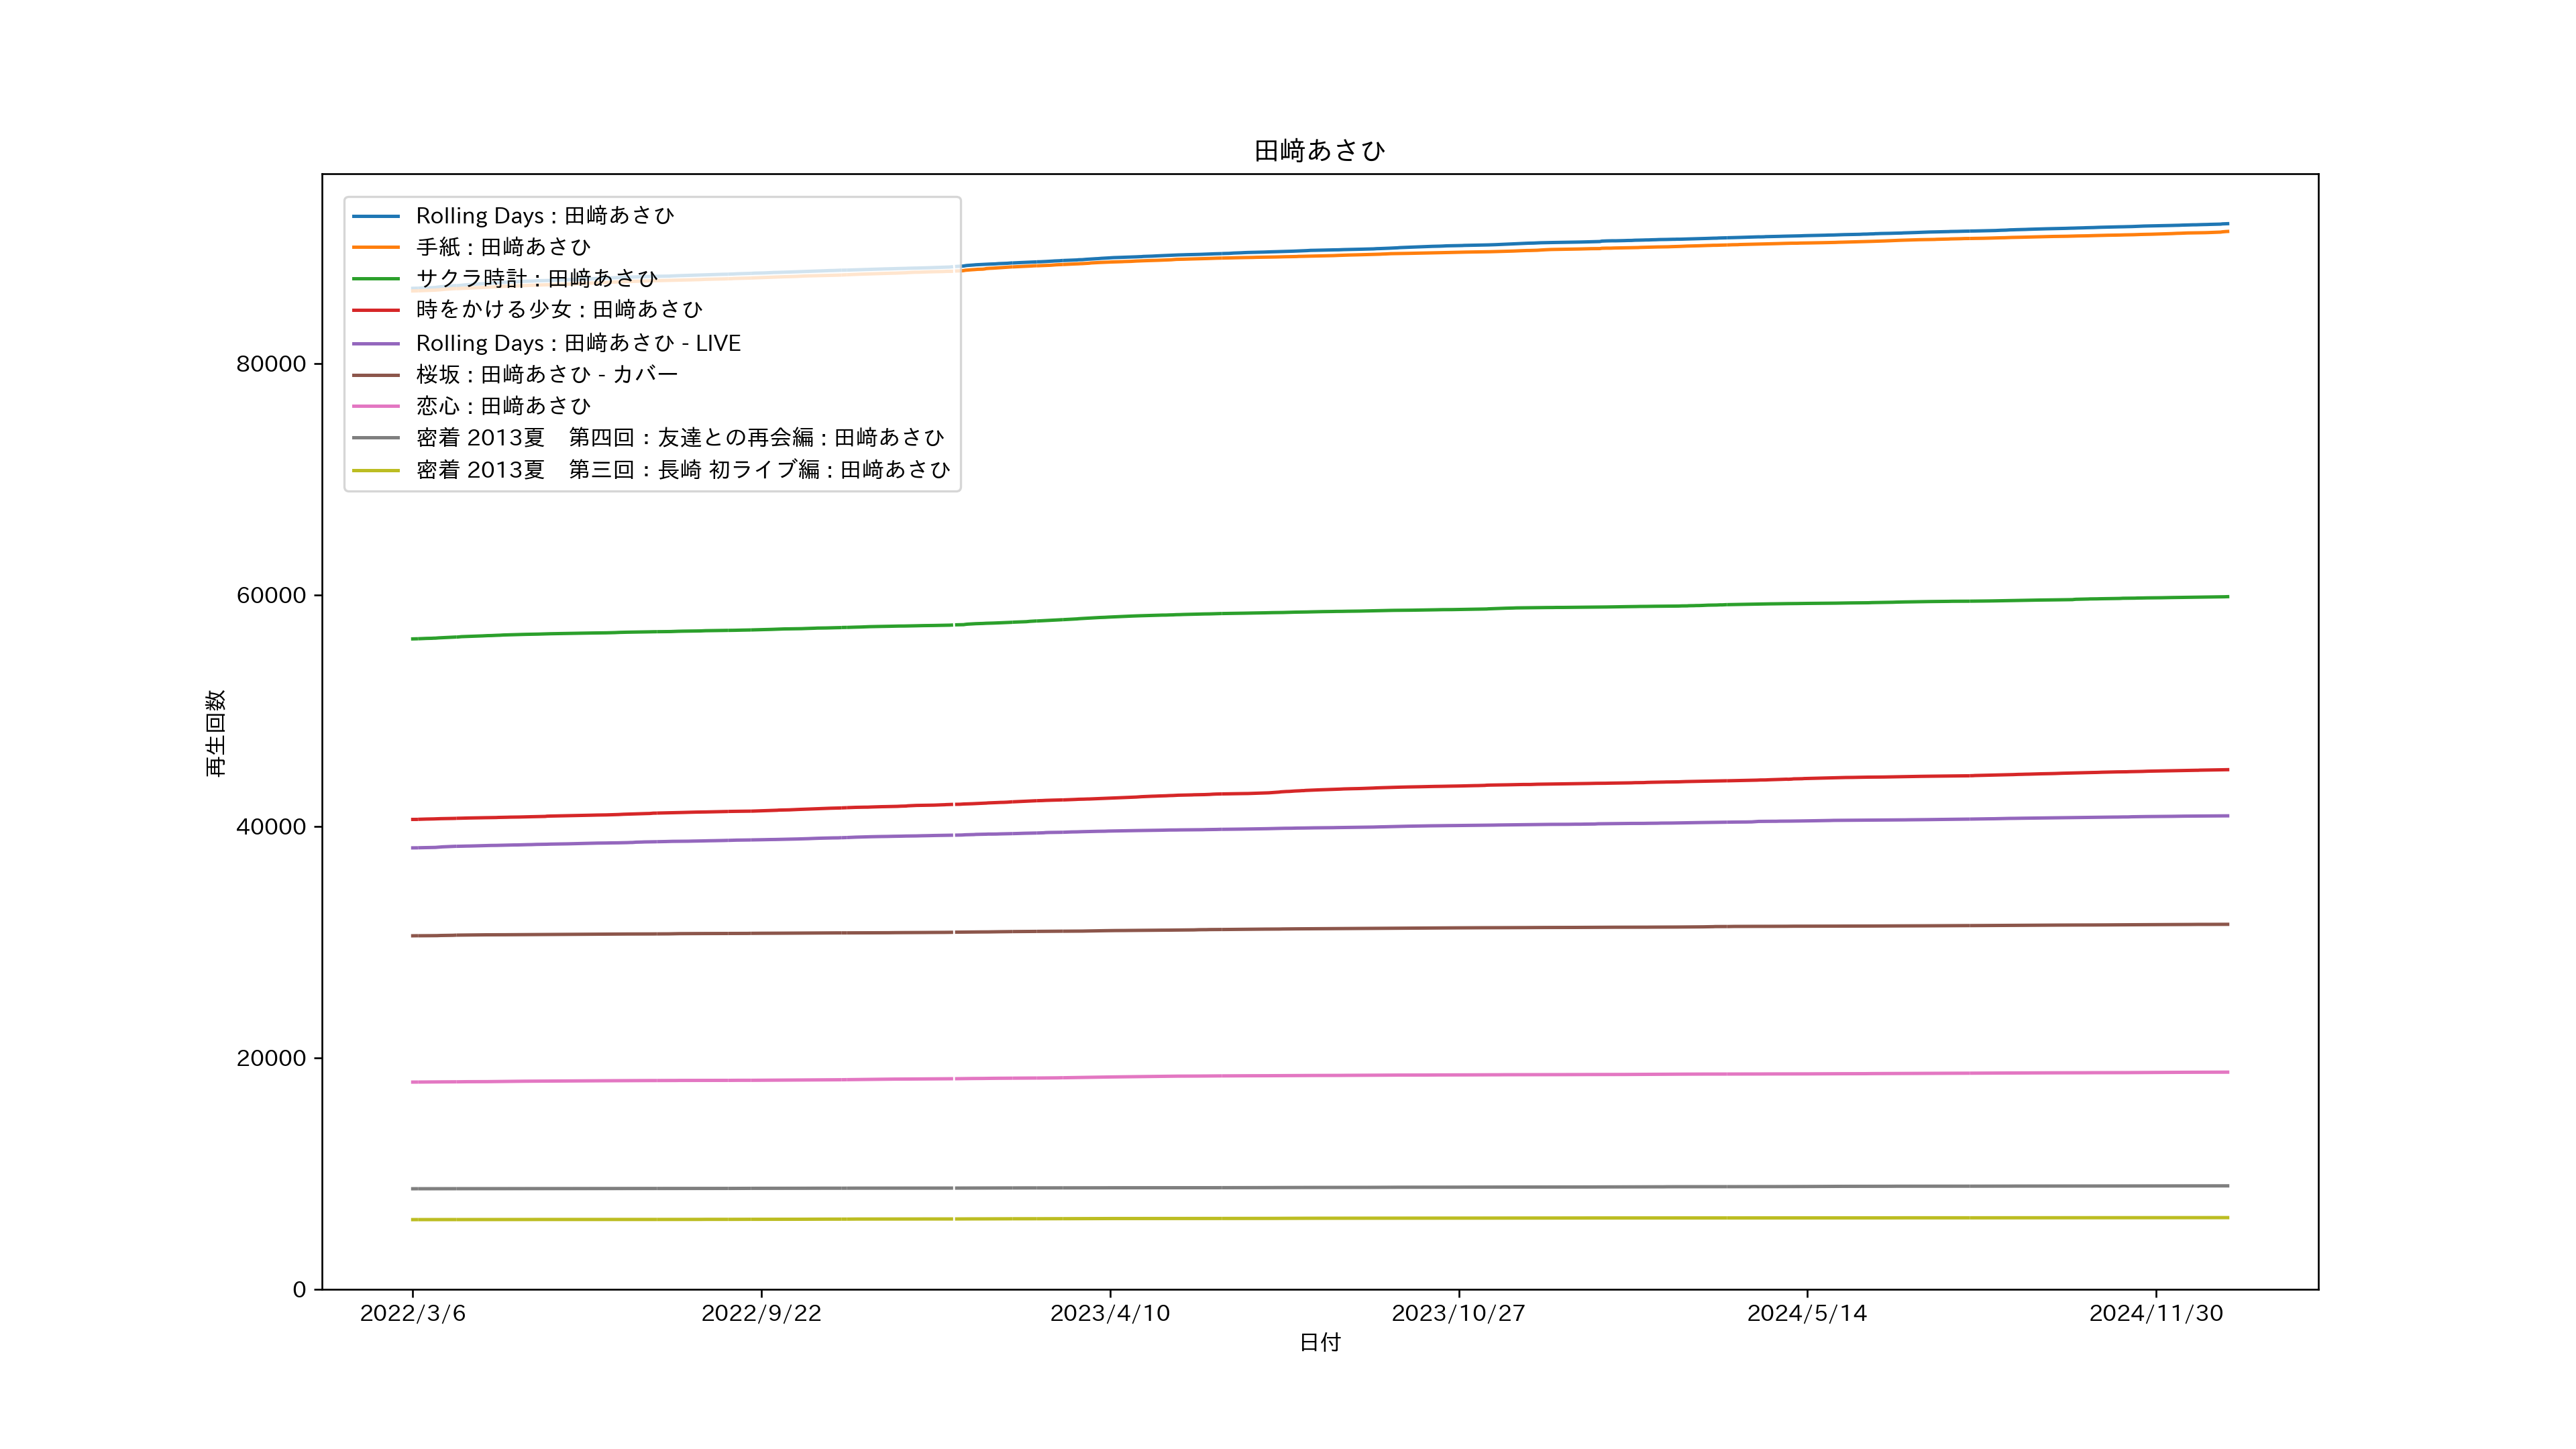 田﨑あさひ
Rolling Days : 田﨑あさひ
手紙 : 田﨑あさひ
サクラ時計 : 田﨑あさひ
時をかける少女 : 田﨑あさひ
Rolling Days : 田﨑あさひ - LIVE
桜坂 : 田﨑あさひ - カバー
恋心 : 田﨑あさひ
密着 2013夏　第四回：友達との再会編 : 田﨑あさひ
密着 2013夏　第三回：長崎 初ライブ編 : 田﨑あさひ
80000
60000
40000
20000
0
再生回数
2022/3/6 2022/9/22 2023/4/10 2023/10/27 2024/5/14 2024/11/30
日付